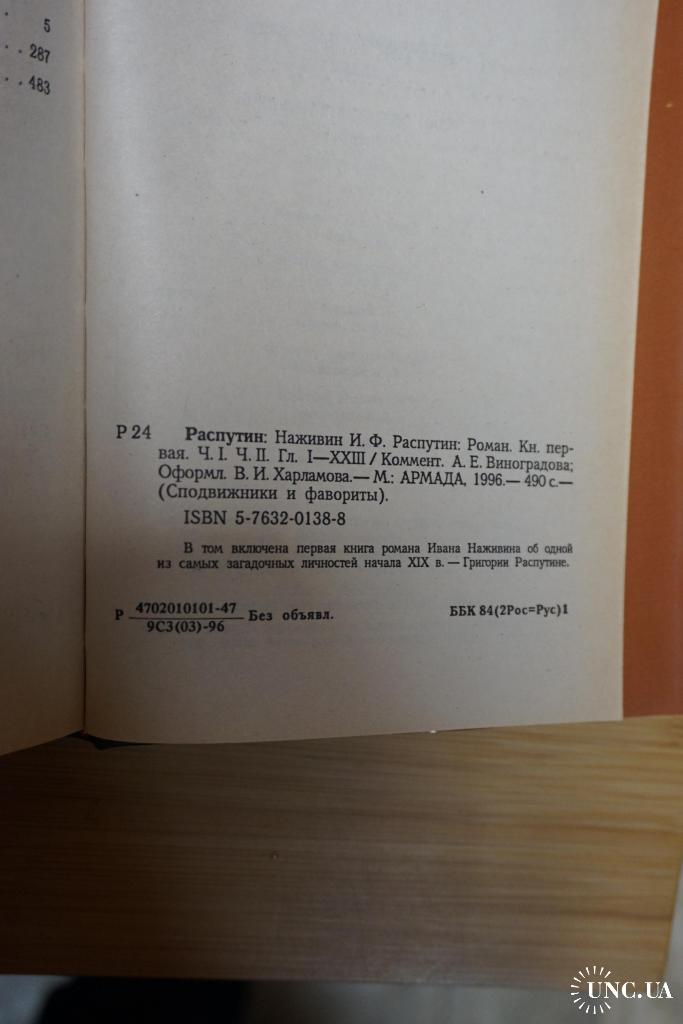 . 5
. . 287
. . 483
Р 24 Распутин: Наживин И. Ф. Распутин: Роман. Кн. пер-
вая. Ч. I. Ч. II. Гл. I—XXIII / Коммент. А. Е. Виноградова;
Оформл. В. И. Харламова.— М.: АРМАДА, 1996.— 490 с.—
(Сподвижники и фавориты).
ISBN 5-7632-0138-8
В том включена первая книга романа Ивана Наживина об одной
из самых загадочных личностей начала XIX в. — Григории Распутине.
Р 4702010101-47 Без объявл.
9С3(03)-96
ББК 84(2Рос=Рус)1
UNC.UA